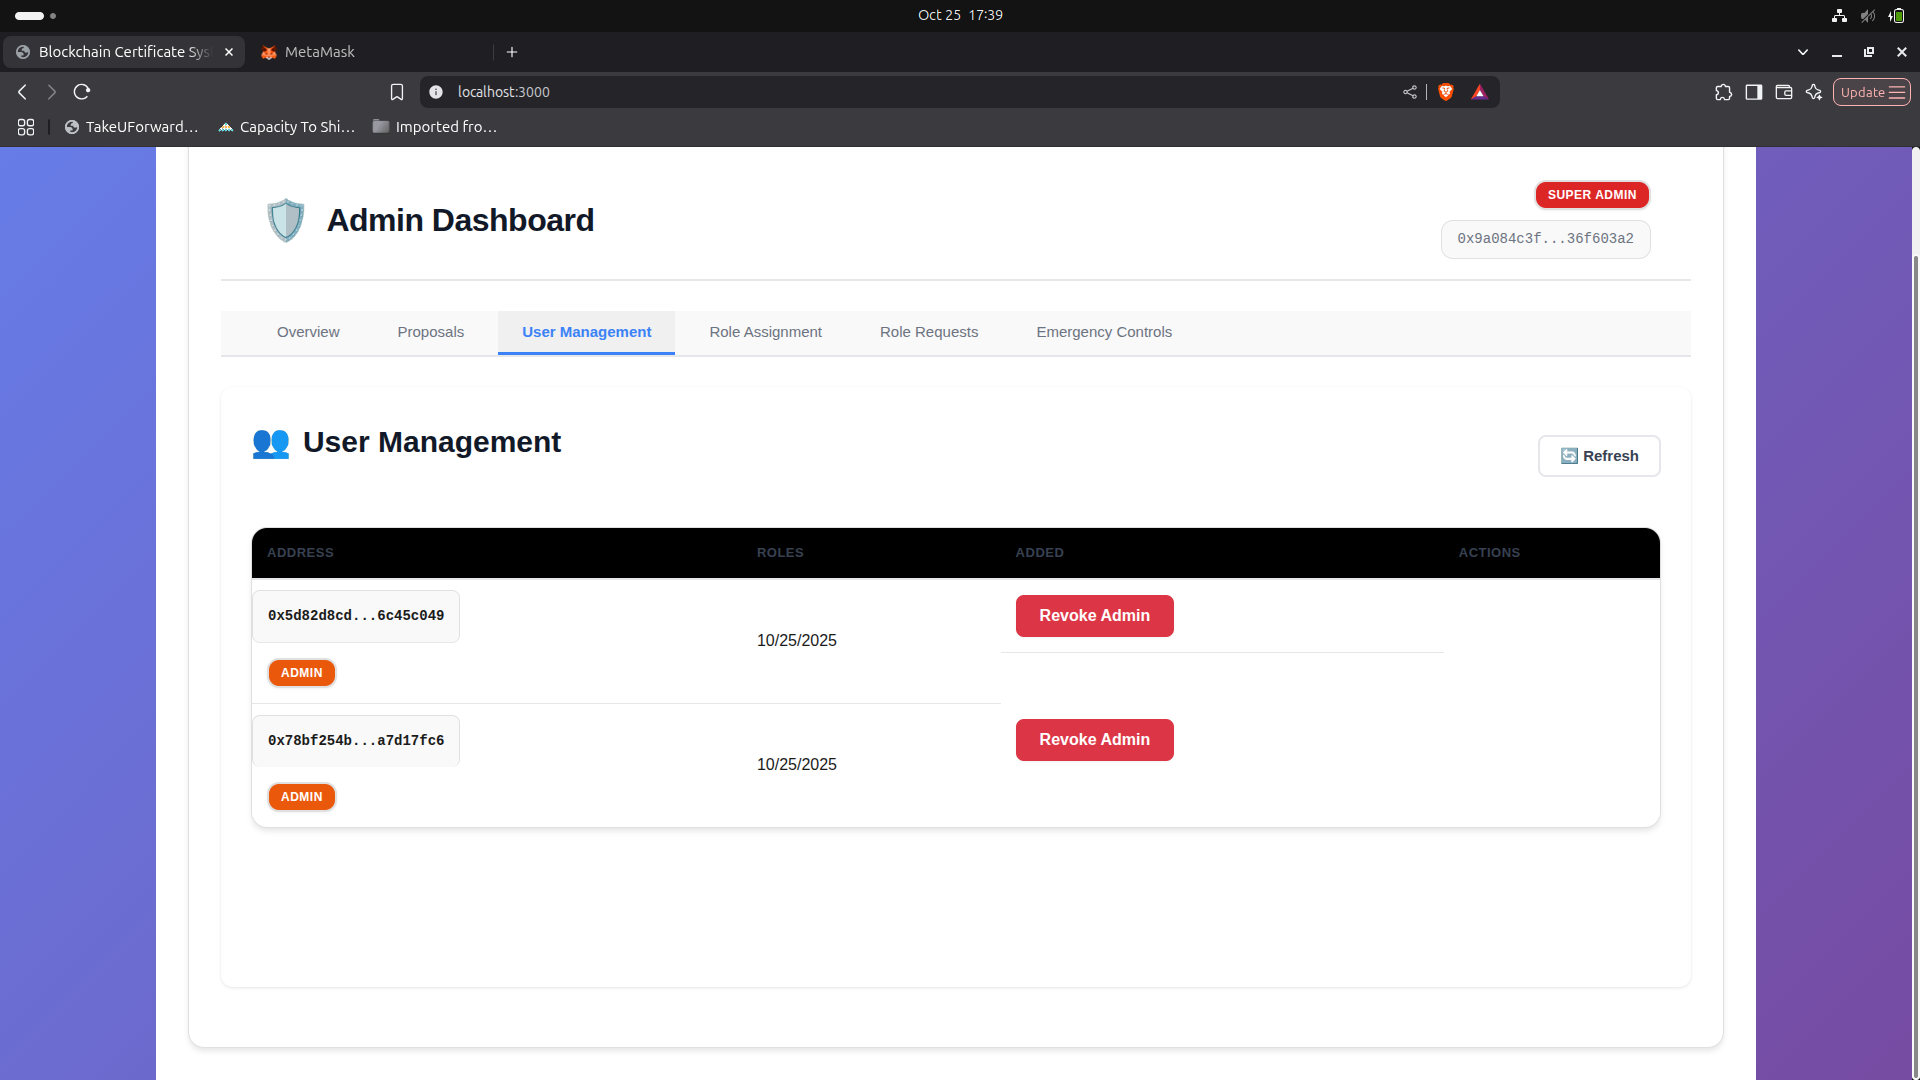 Oct 25 17:39
Blockchain Certificate Sys
MetaMask
localhost:3000
Update
TakeUForward...
Capacity To Shi...
Imported fro...
SUPER ADMIN
Admin Dashboard
0x9a084c3f...36f603a2
Overview Proposals User Management Role Assignment Role Requests Emergency Controls
User Management
Refresh
ADDRESS ROLES ADDED ACTIONS
0x5d82d8cd...6c45c049
10/25/2025
Revoke Admin
ADMIN
0x78bf254b...a7d17fc6
10/25/2025
Revoke Admin
ADMIN